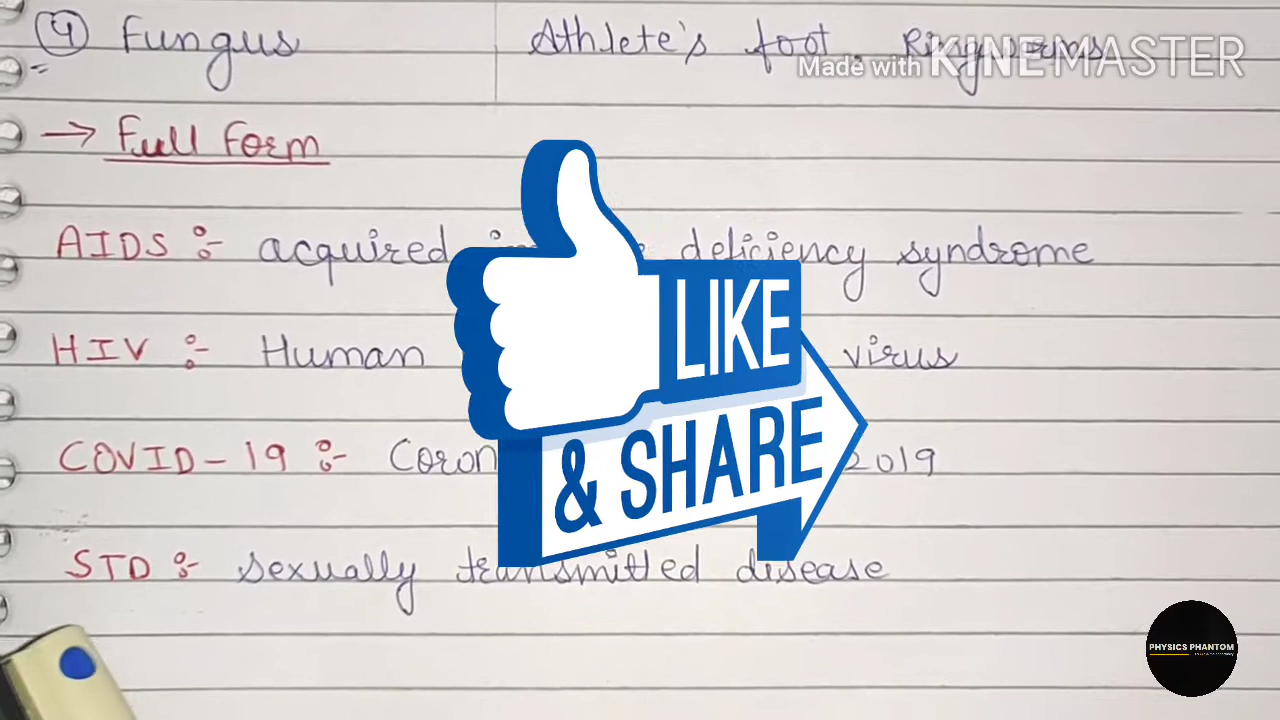 ④ Fungus Athlete's foot, Ringworms
Made with KINEMASTER
→ Full Form
AIDS :- acquired deficiency syndrome
HIV :- Human virus
COVID-19 :- Coron 2019
STD :- sexually transmitted disease
LIKE
& SHARE
PHYSICS PHANTOM